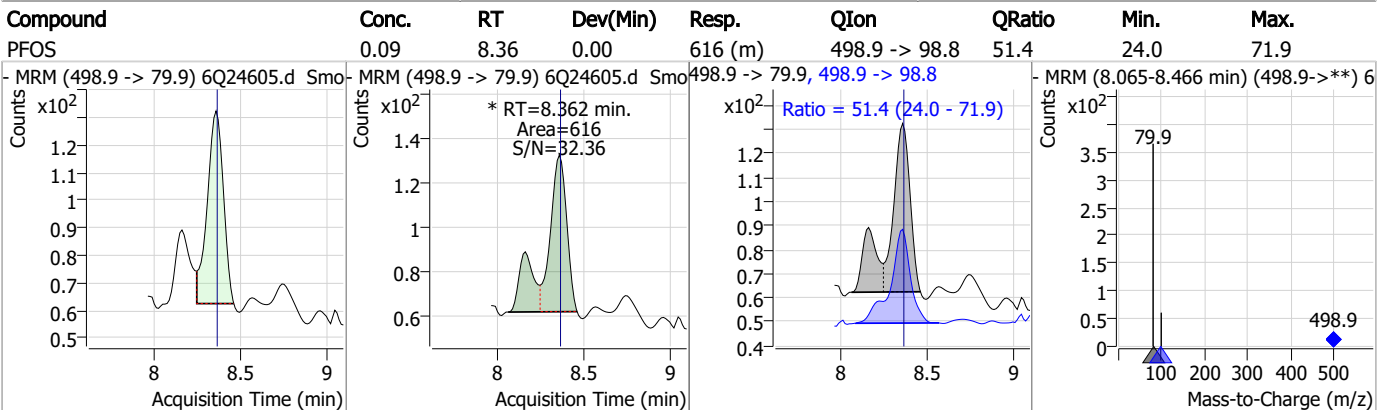 Compound Conc. RT Dev(Min) Resp. QIon QRatio Min. Max.
PFOS 0.09 8.36 0.00 616 (m) 498.9 -> 98.8 51.4 24.0 71.9
- MRM (498.9 -> 79.9) 6Q24605.d Smo
Counts
x10²
1.2
1.1
1
0.9
0.8
0.7
0.6
0.5
8 8.5 9
Acquisition Time (min)
- MRM (498.9 -> 79.9) 6Q24605.d Smo
Counts
x10²
* RT=8.362 min.
Area=616
S/N=32.36
1.4
1.2
1
0.8
0.6
8 8.5 9
Acquisition Time (min)
498.9 -> 79.9, 498.9 -> 98.8
Counts
x10²
Ratio = 51.4 (24.0 - 71.9)
1.2
1.1
1
0.9
0.8
0.7
0.6
0.5
0.4
8 8.5 9
Acquisition Time (min)
- MRM (8.065-8.466 min) (498.9->**) 6
Counts
x10²
79.9
3.5
3
2.5
2
1.5
1
0.5
0
498.9
100 200 300 400 500
Mass-to-Charge (m/z)